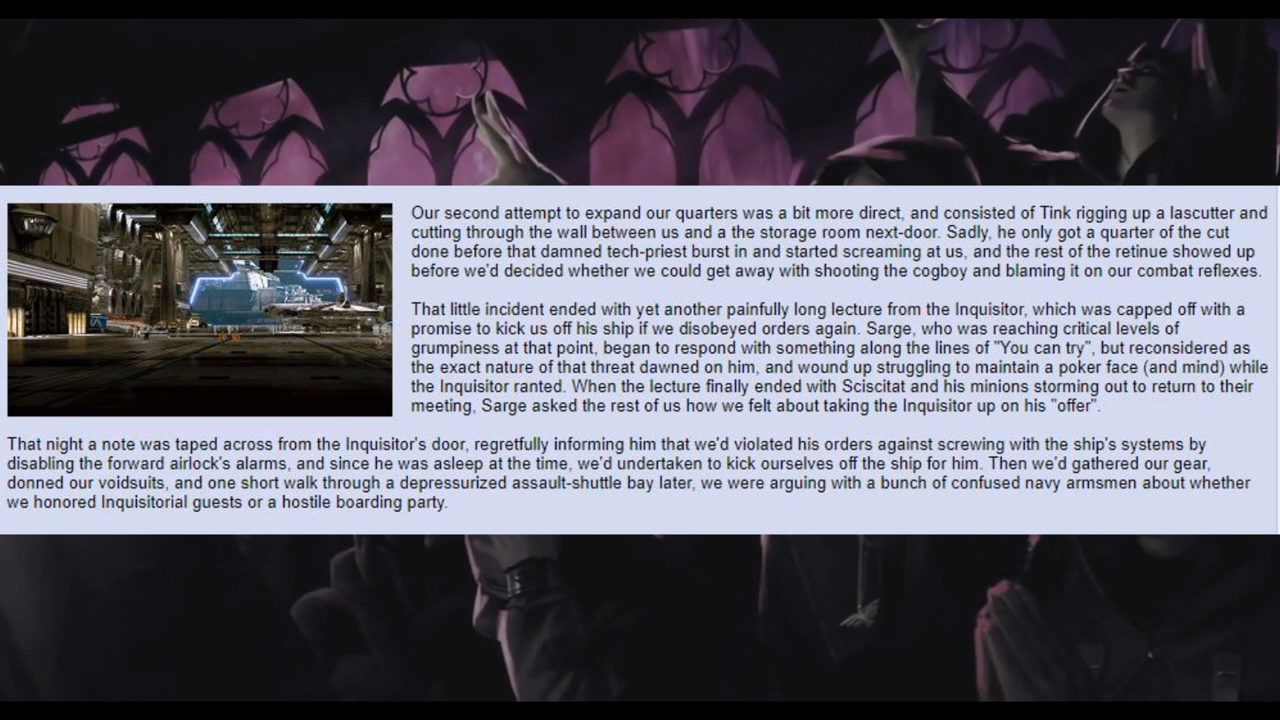 Our second attempt to expand our quarters was a bit more direct, and consisted of Tink rigging up a lascutter and
cutting through the wall between us and a the storage room next-door. Sadly, he only got a quarter of the cut
done before that damned tech-priest burst in and started screaming at us, and the rest of the retinue showed up
before we'd decided whether we could get away with shooting the cogboy and blaming it on our combat reflexes.
That little incident ended with yet another painfully long lecture from the Inquisitor, which was capped off with a
promise to kick us off his ship if we disobeyed orders again. Sarge, who was reaching critical levels of
grumpiness at that point, began to respond with something along the lines of "You can try", but reconsidered as
the exact nature of that threat dawned on him, and wound up struggling to maintain a poker face (and mind) while
the Inquisitor ranted. When the lecture finally ended with Sciscitat and his minions storming out to return to their
meeting, Sarge asked the rest of us how we felt about taking the Inquisitor up on his "offer".
That night a note was taped across from the Inquisitor's door, regretfully informing him that we'd violated his orders against screwing with the ship's systems by
disabling the forward airlock's alarms, and since he was asleep at the time, we'd undertaken to kick ourselves off the ship for him. Then we'd gathered our gear,
donned our voidsuits, and one short walk through a depressurized assault-shuttle bay later, we were arguing with a bunch of confused navy armsmen about whether
we honored Inquisitorial guests or a hostile boarding party.